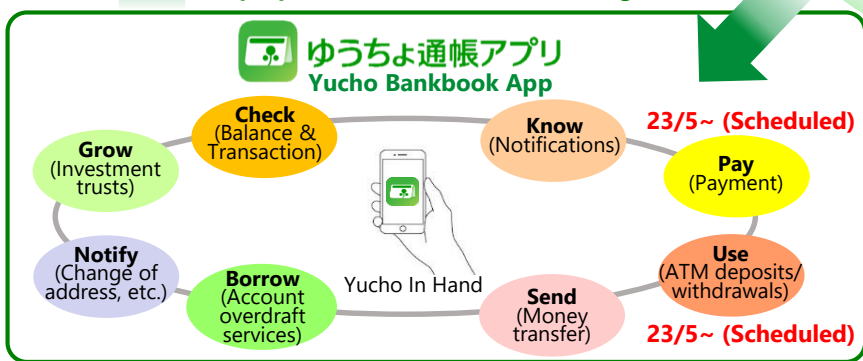 ゆうちょ通帳アプリ
Yucho Bankbook App
Check
(Balance &
Transaction)
Know
(Notifications)
23/5~ (Scheduled)
Grow
(Investment
trusts)
Pay
(Payment)
Notify
(Change of
address, etc.)
Borrow
(Account
overdraft
services)
Yucho In Hand
Send
(Money
transfer)
Use
(ATM deposits/
withdrawals)
23/5~ (Scheduled)